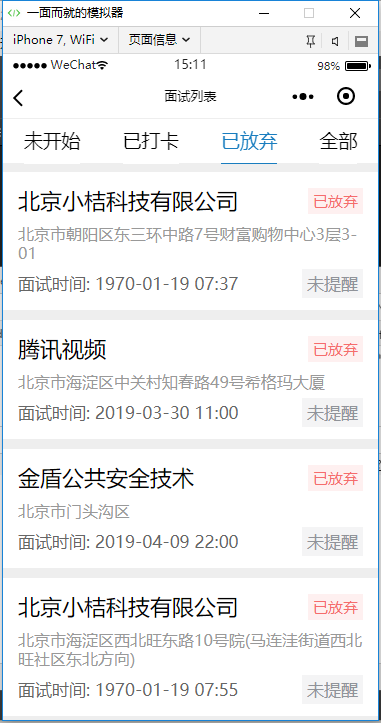 一面而就的模拟器
iPhone 7, WiFi
页面信息
WeChat
15:11
98%
面试列表
未开始
已打卡
已放弃
全部
北京小桔科技有限公司
已放弃
北京市朝阳区东三环中路7号财富购物中心3层3-
01
面试时间: 1970-01-19 07:37
未提醒
腾讯视频
已放弃
北京市海淀区中关村知春路49号希格玛大厦
面试时间: 2019-03-30 11:00
未提醒
金盾公共安全技术
已放弃
北京市门头沟区
面试时间: 2019-04-09 22:00
未提醒
北京小桔科技有限公司
已放弃
北京市海淀区西北旺东路10号院(马连洼街道西北
旺社区东北方向)
面试时间: 1970-01-19 07:55
未提醒